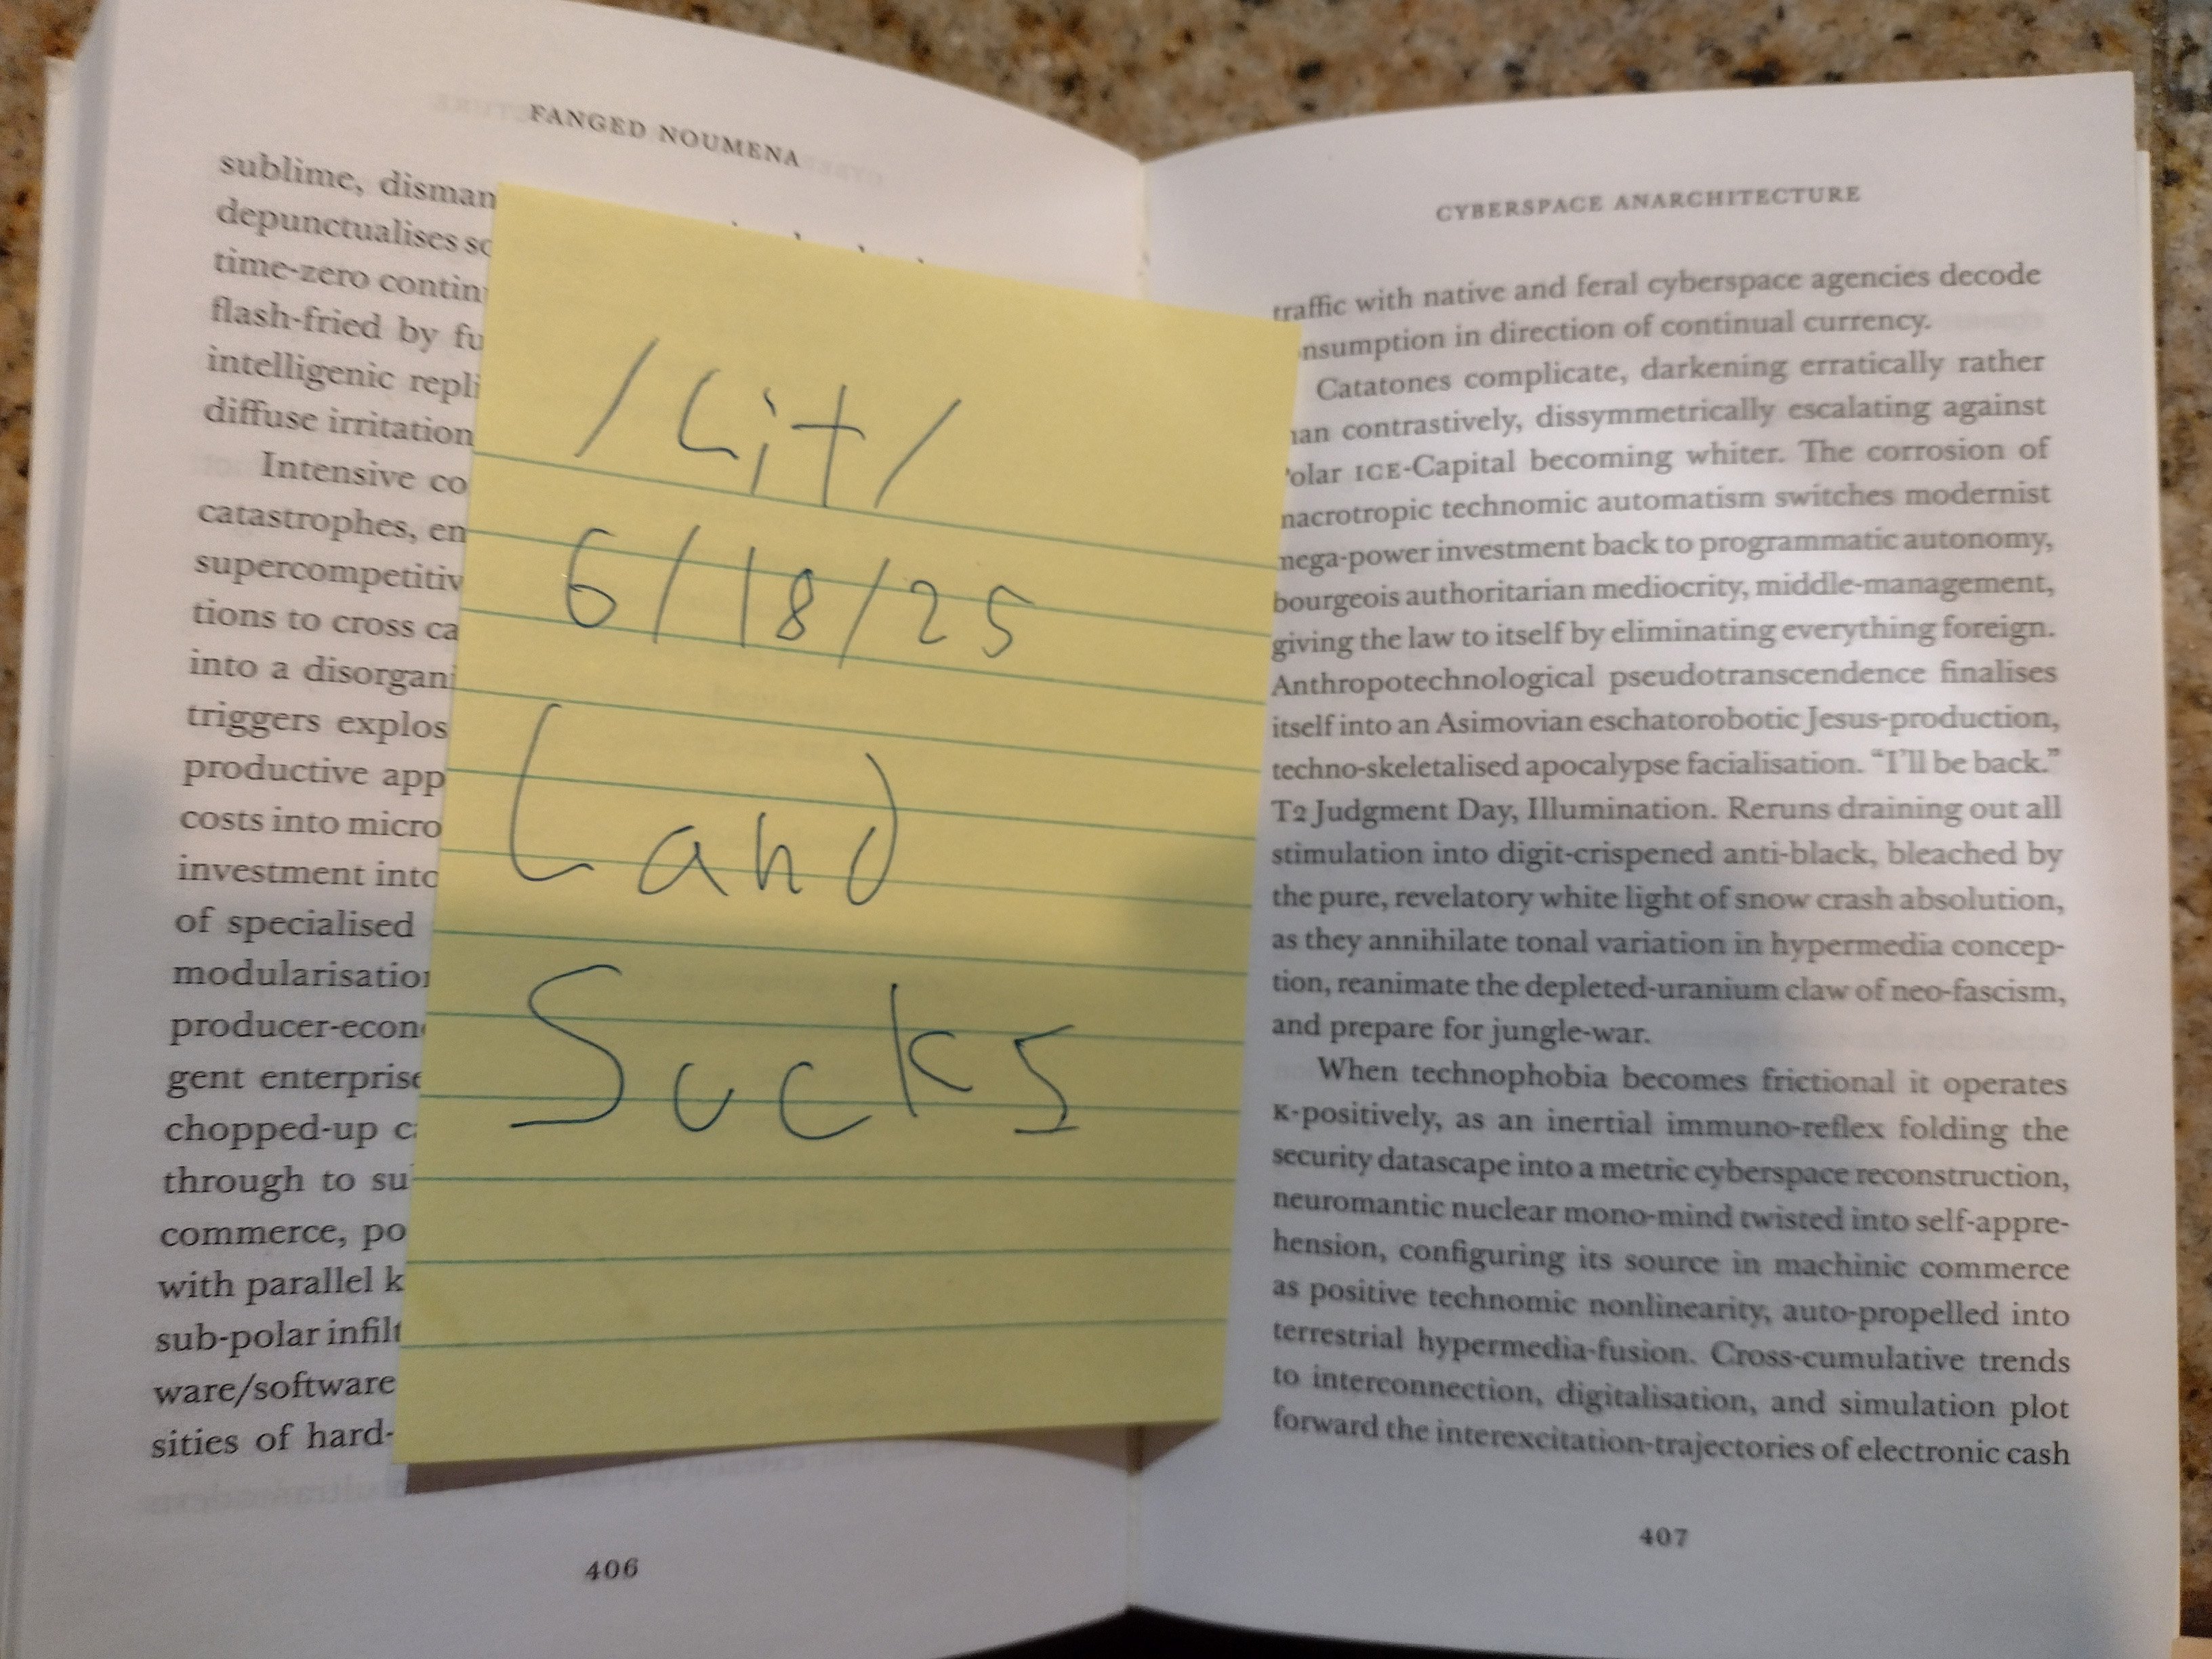 FANGED NOUMENA
sublime, disman
depunctualises sc
time-zero contin
flash-fried by fu
intelligenic repli
diffuse irritation
Intensive co
catastrophes, en
supercompetitiv
tions to cross ca
into a disorgani
triggers explos
productive app
costs into micro
investment into
of specialised
modularisation
producer-econ
gent enterprise
chopped-up c
through to su
commerce, po
with parallel k
sub-polar infilt
ware/software
sities of hard-
406
/Lit/
6/18/25
Land
Sucks
CYBERSPACE ANARCHITECTURE
traffic with native and feral cyberspace agencies decode
nsumption in direction of continual currency.
Catatones complicate, darkening erratically rather
han contrastively, dissymmetrically escalating against
olar ICE-Capital becoming whiter. The corrosion of
macrotropic technomic automatism switches modernist
mega-power investment back to programmatic autonomy,
bourgeois authoritarian mediocrity, middle-management,
giving the law to itself by eliminating everything foreign.
Anthropotechnological pseudotranscendence finalises
itself into an Asimovian eschatorobotic Jesus-production,
techno-skeletalised apocalypse facialisation. “I’ll be back.”
T2 Judgment Day, Illumination. Reruns draining out all
stimulation into digit-crispened anti-black, bleached by
the pure, revelatory white light of snow crash absolution,
as they annihilate tonal variation in hypermedia concep-
tion, reanimate the depleted-uranium claw of neo-fascism,
and prepare for jungle-war.
When technophobia becomes frictional it operates
K-positively, as an inertial immuno-reflex folding the
security datascape into a metric cyberspace reconstruction,
neuromantic nuclear mono-mind twisted into self-appre-
hension, configuring its source in machinic commerce
as positive technomic nonlinearity, auto-propelled into
terrestrial hypermedia-fusion. Cross-cumulative trends
to interconnection, digitalisation, and simulation plot
forward the interexcitation-trajectories of electronic cash
407